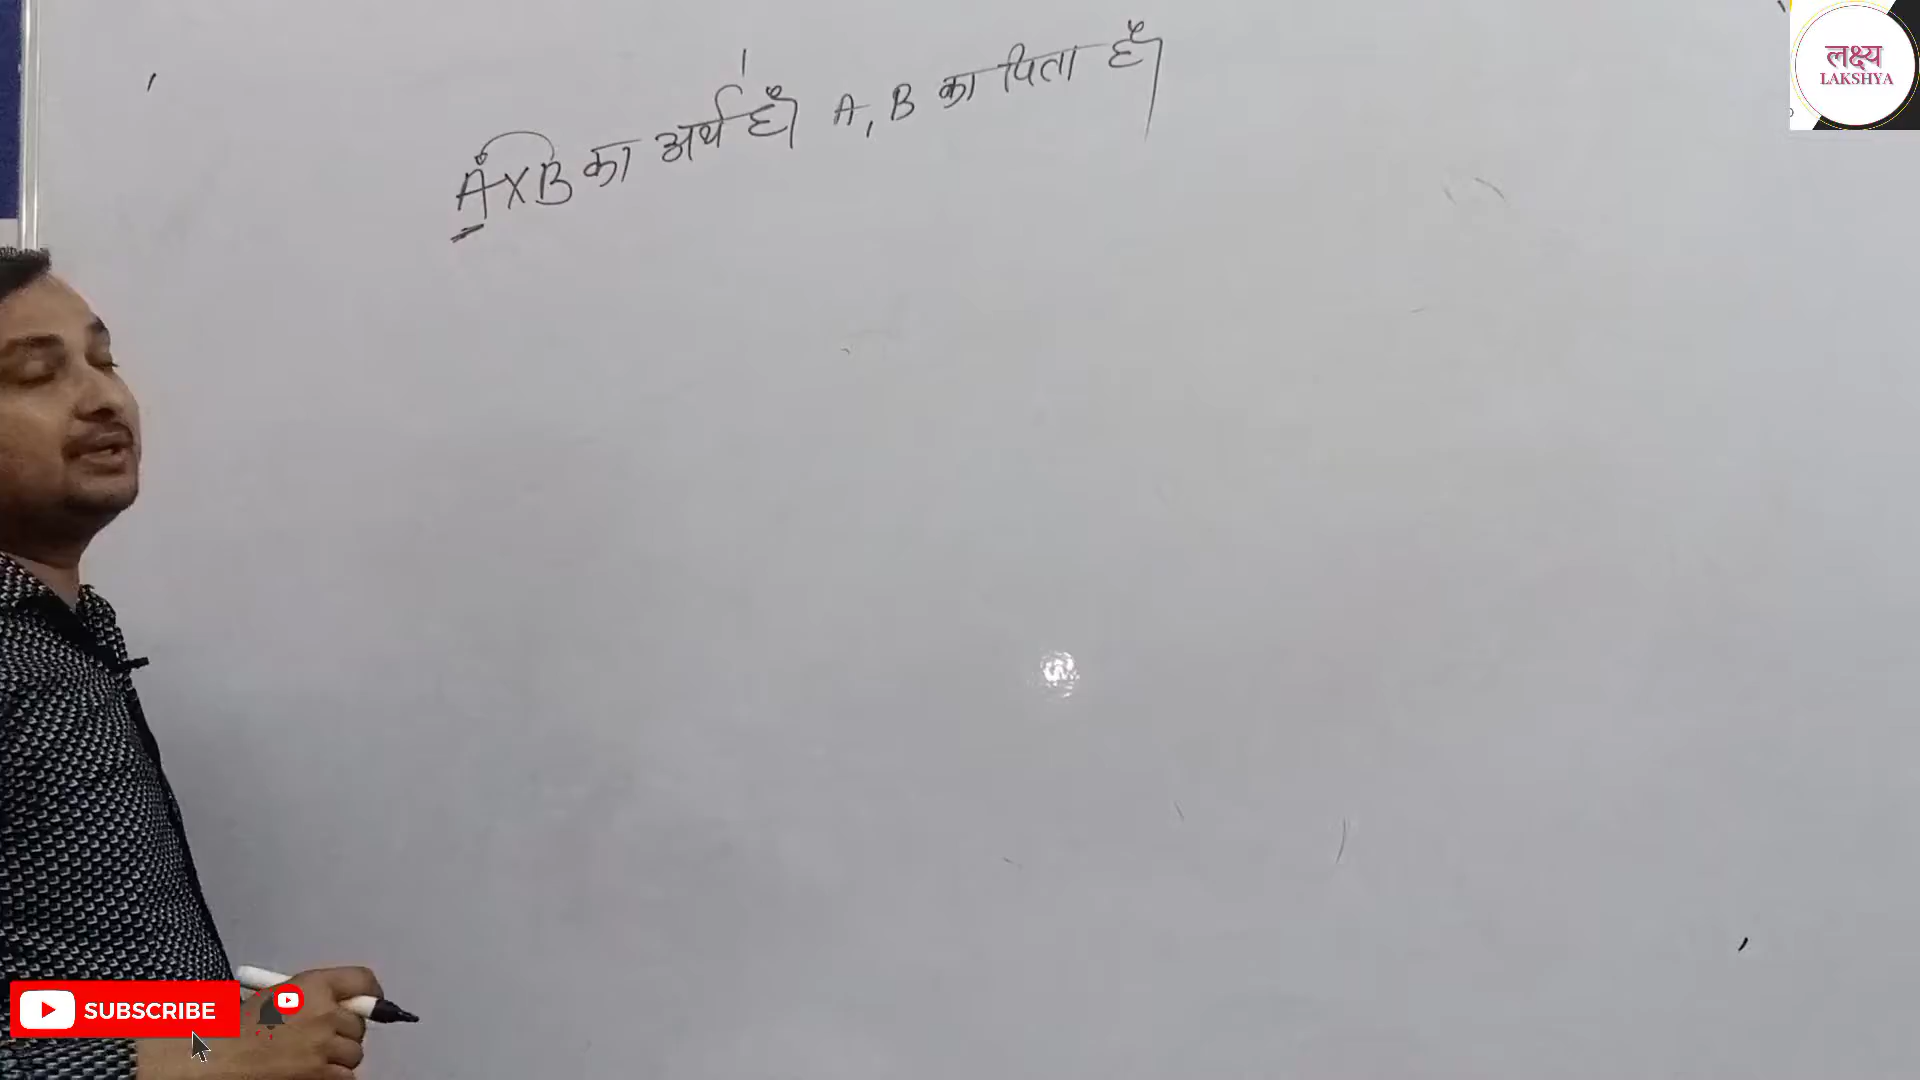 A×B का अर्थ है। A, B का पिता है।
लक्ष्य
LAKSHYA
SUBSCRIBE